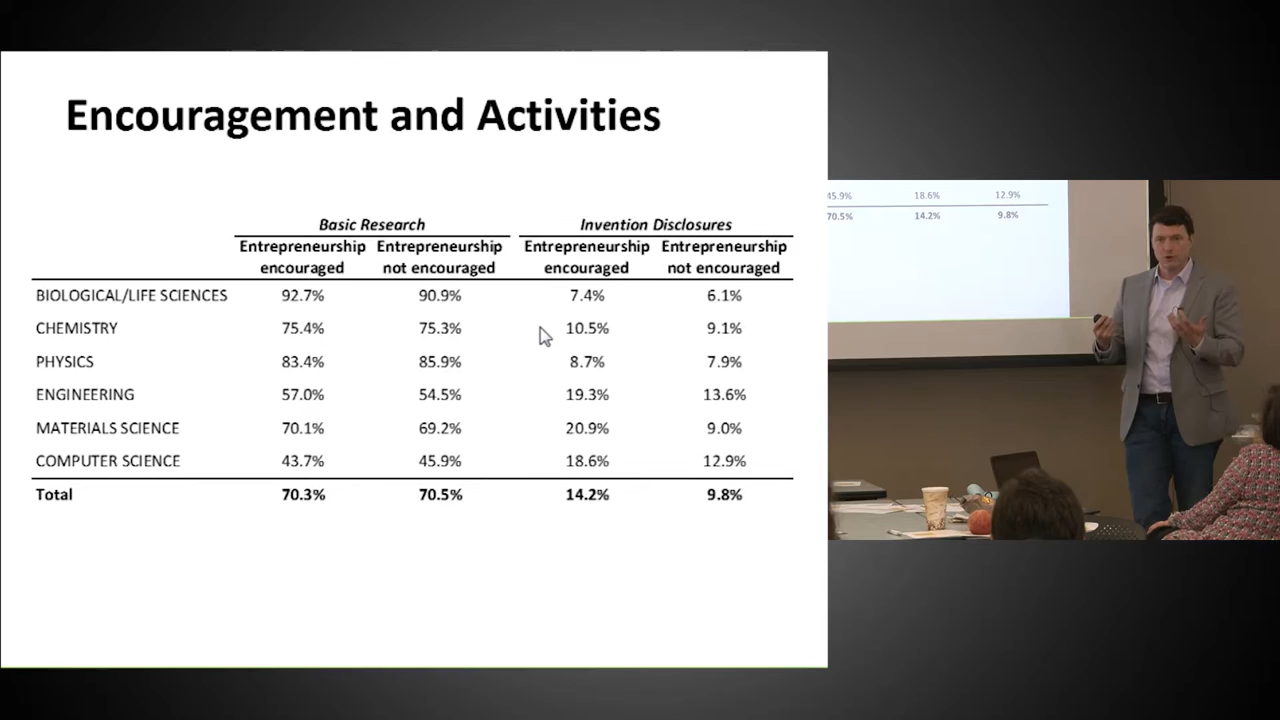 Encouragement and Activities
Basic Research Invention Disclosures
Entrepreneurship encouraged Entrepreneurship not encouraged Entrepreneurship encouraged Entrepreneurship not encouraged
BIOLOGICAL/LIFE SCIENCES 92.7% 90.9% 7.4% 6.1%
CHEMISTRY 75.4% 75.3% 10.5% 9.1%
PHYSICS 83.4% 85.9% 8.7% 7.9%
ENGINEERING 57.0% 54.5% 19.3% 13.6%
MATERIALS SCIENCE 70.1% 69.2% 20.9% 9.0%
COMPUTER SCIENCE 43.7% 45.9% 18.6% 12.9%
Total 70.3% 70.5% 14.2% 9.8%
45.9% 18.6% 12.9%
70.5% 14.2% 9.8%